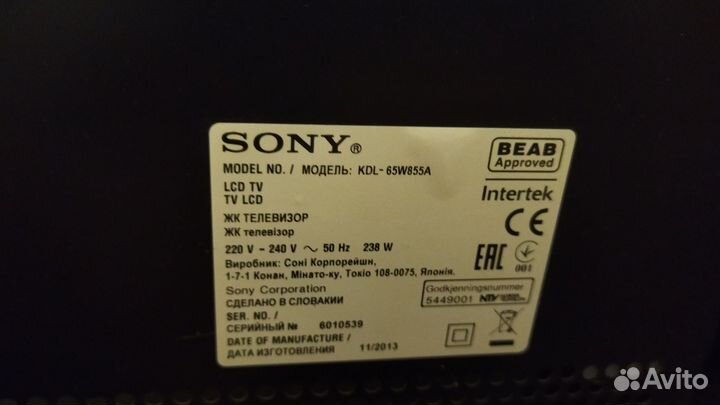 SONY®
MODEL NO. / МОДЕЛЬ: KDL-65W855A
LCD TV
TV LCD
ЖК ТЕЛЕВИЗОР
ЖК телевізор
220 V - 240 V ~ 50 Hz 238 W
Виробник: Соні Корпорейшн,
1-7-1 Конан, Мінато-ку, Токіо 108-0075, Японія.
Sony Corporation
СДЕЛАНО В СЛОВАКИИ
SER. NO. /
СЕРИЙНЫЙ № 6010539
DATE OF MANUFACTURE /
ДАТА ИЗГОТОВЛЕНИЯ 11/2013
BEAB
Approved
Intertek
CE
EAC
001
Godkjenningsnummer
5449001
Avito